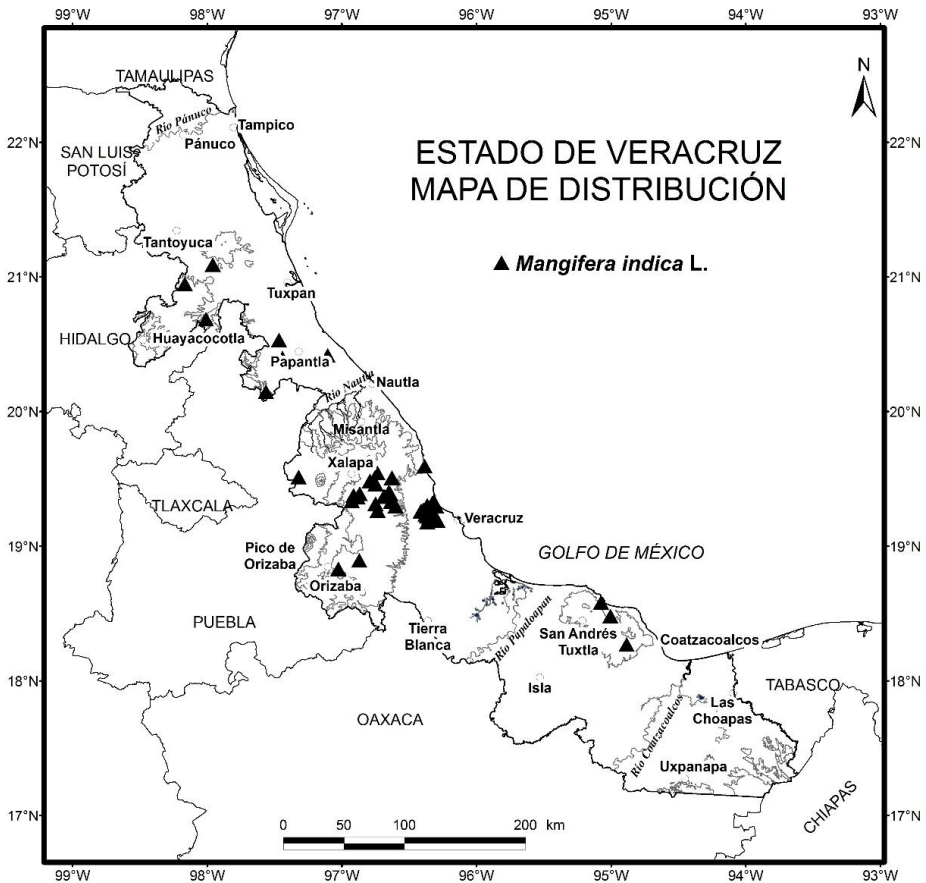 99°W 98°W 97°W 96°W 95°W 94°W 93°W
N
TAMAULIPAS
Río Pánuco
Tampico
22°N 22°N
Pánuco
SAN LUIS
POTOSÍ
ESTADO DE VERACRUZ
MAPA DE DISTRIBUCIÓN
Tantoyuca
Mangifera indica L.
21°N 21°N
Tuxpan
HIDALGO
Huayacocotla
Papantla
Río Nautla
Nautla
20°N 20°N
Misantla
Xalapa
TLAXCALA
Veracruz
19°N 19°N
Pico de
Orizaba
GOLFO DE MÉXICO
Orizaba
PUEBLA
Tierra
Blanca
Río Papaloapan
San Andrés
Tuxtla
Coatzacoalcos
18°N 18°N
Isla
TABASCO
OAXACA
Río Coatzacoalcos
Las
Choapas
Uxpanapa
CHIAPAS
17°N 17°N
0 50 100 200 km
99°W 98°W 97°W 96°W 95°W 94°W 93°W